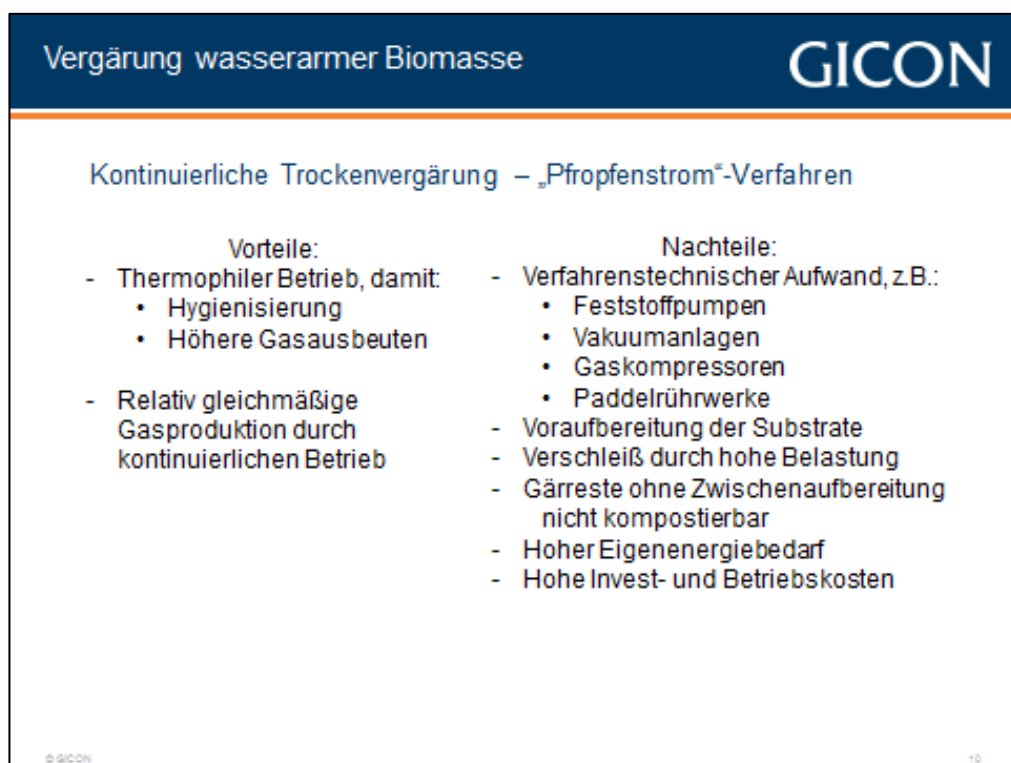 Vergärung wasserarmer Biomasse
GICON
Kontinuierliche Trockenvergärung – „Pfropfenstrom“-Verfahren
Vorteile:
- Thermophiler Betrieb, damit:
• Hygienisierung
• Höhere Gasausbeuten
- Relativ gleichmäßige
Gasproduktion durch
kontinuierlichen Betrieb
Nachteile:
- Verfahrenstechnischer Aufwand, z.B.:
• Feststoffpumpen
• Vakuumanlagen
• Gaskompressoren
• Paddelrührwerke
- Voraufbereitung der Substrate
- Verschleiß durch hohe Belastung
- Gärreste ohne Zwischenaufbereitung
nicht kompostierbar
- Hoher Eigenenergiebedarf
- Hohe Invest- und Betriebskosten
© GICON
10